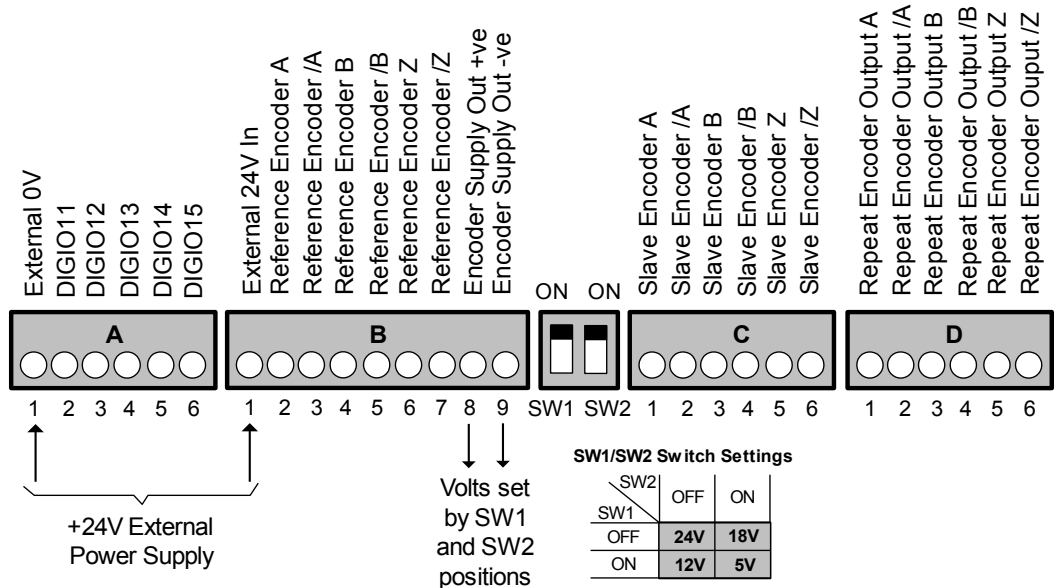 External 0V
DIGIO11
DIGIO12
DIGIO13
DIGIO14
DIGIO15
External 24V In
Reference Encoder A
Reference Encoder /A
Reference Encoder B
Reference Encoder /B
Reference Encoder Z
Reference Encoder /Z
Encoder Supply Out +ve
Encoder Supply Out -ve
ON ON
Slave Encoder A
Slave Encoder /A
Slave Encoder B
Slave Encoder /B
Slave Encoder Z
Slave Encoder /Z
Repeat Encoder Output A
Repeat Encoder Output /A
Repeat Encoder Output B
Repeat Encoder Output /B
Repeat Encoder Output Z
Repeat Encoder Ouput /Z
A B C D
1 2 3 4 5 6 1 2 3 4 5 6 7 8 9 SW1 SW2 1 2 3 4 5 6 1 2 3 4 5 6
+24V External
Power Supply
Volts set
by SW1
and SW2
positions
SW1/SW2 Switch Settings
SW2 OFF ON
SW1
OFF 24V 18V
ON 12V 5V